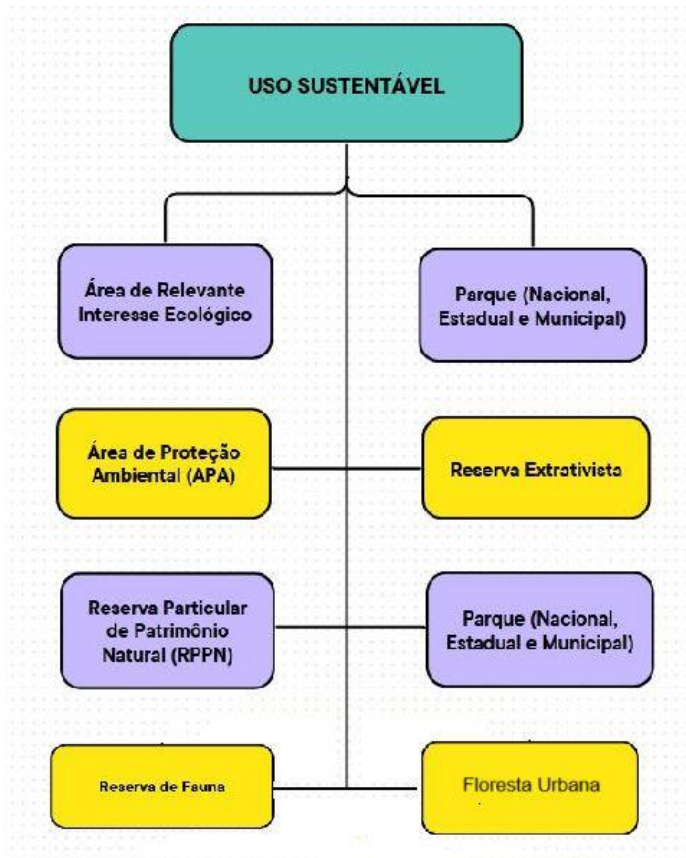 USO SUSTENTÁVEL
Área de Relevante
Interesse Ecológico
Parque (Nacional,
Estadual e Municipal)
Área de Proteção
Ambiental (APA)
Reserva Extrativista
Reserva Particular
de Patrimônio
Natural (RPPN)
Parque (Nacional,
Estadual e Municipal)
Reserva de Fauna
Floresta Urbana